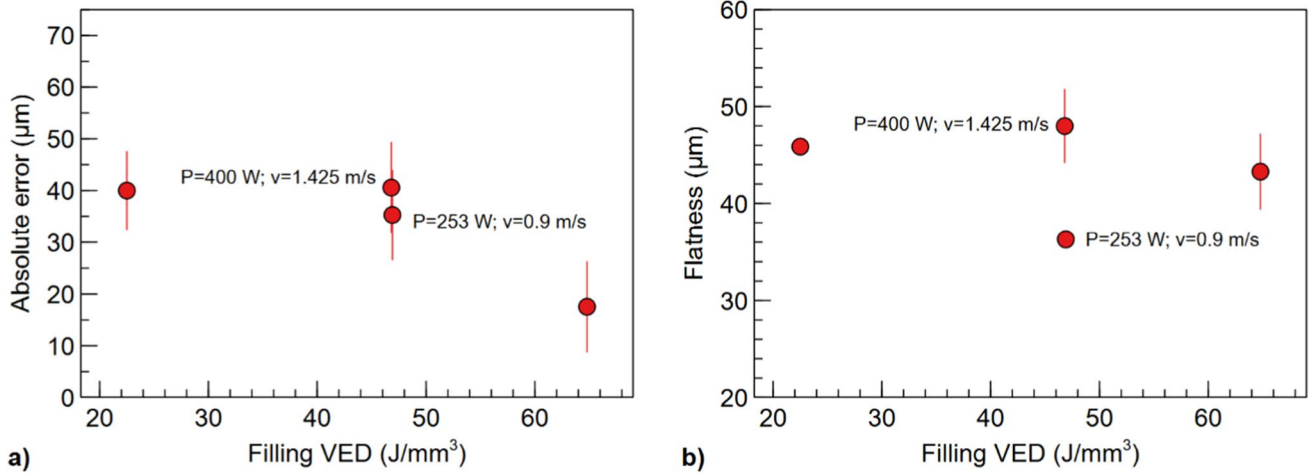 70
60
50
40
30
20
10
0
Absolute error (μm)
P=400 W; v=1.425 m/s
P=253 W; v=0.9 m/s
20 30 40 50 60
Filling VED (J/mm³)
a)
60
50
40
30
20
Flatness (μm)
P=400 W; v=1.425 m/s
P=253 W; v=0.9 m/s
20 30 40 50 60
Filling VED (J/mm³)
b)